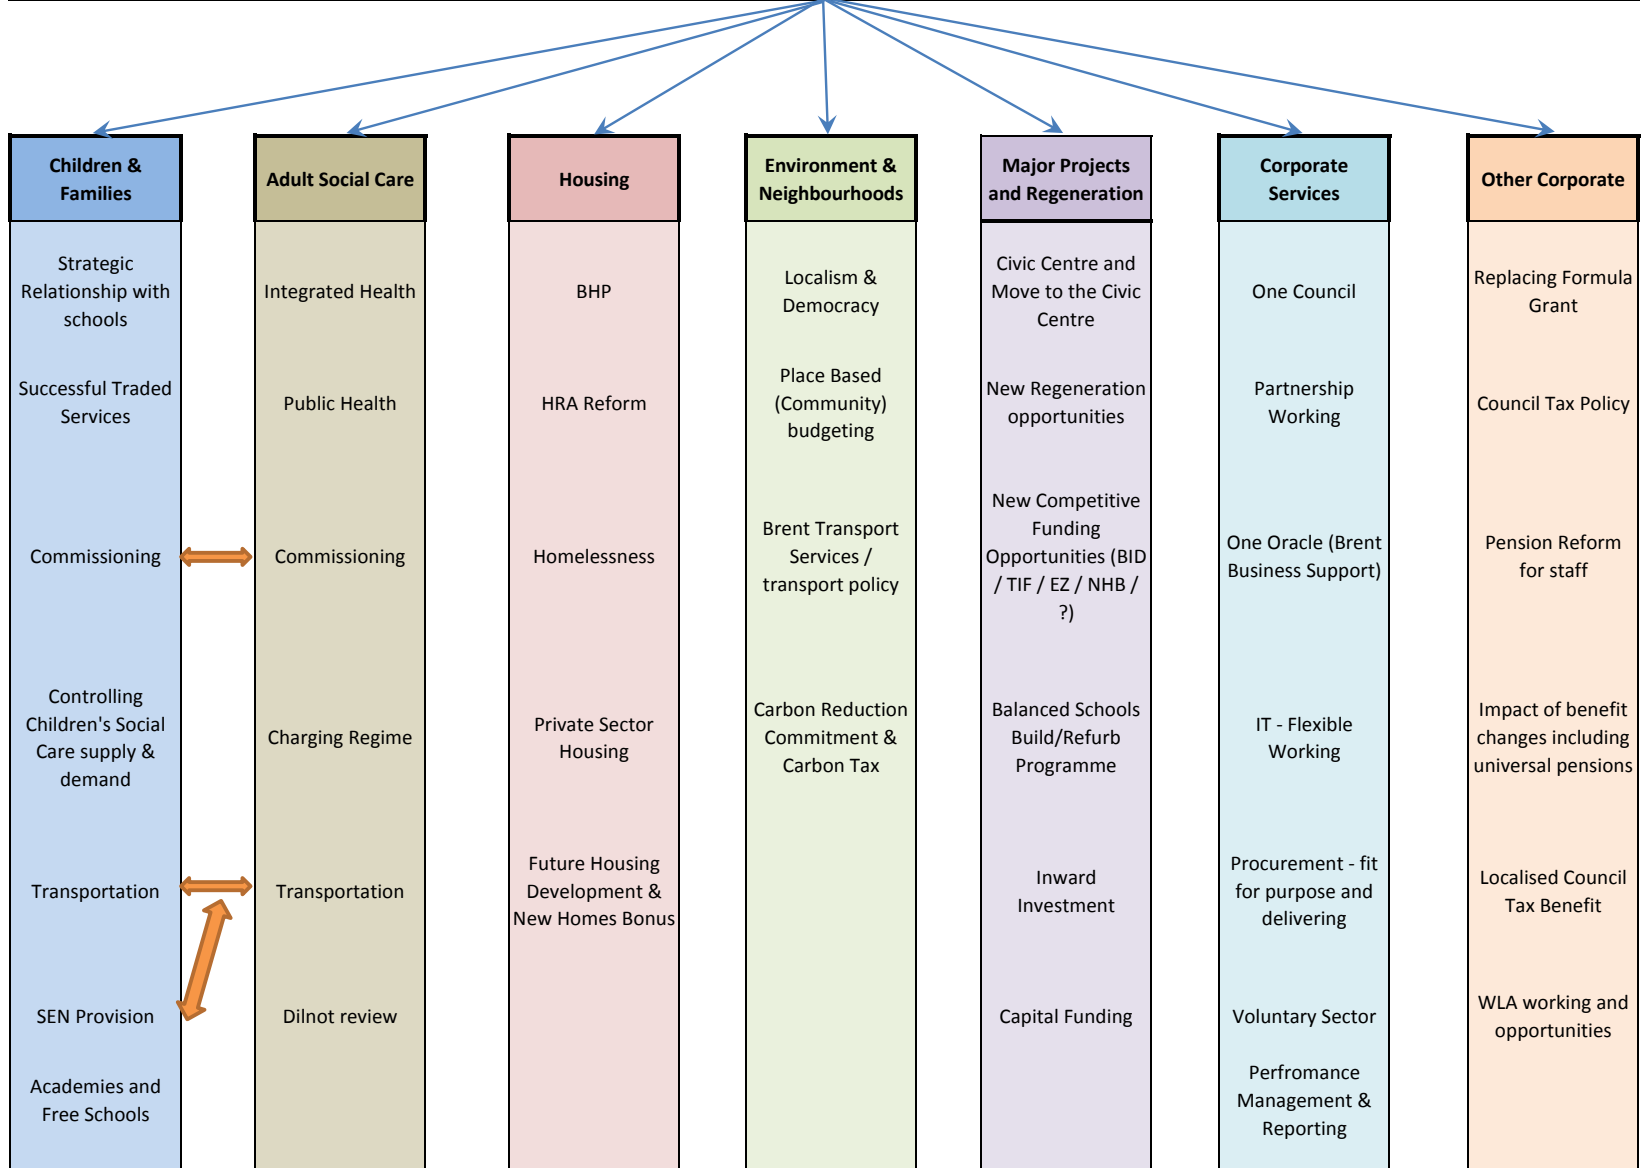 Children &
Families
Strategic
Relationship with
schools
Successful Traded
Services
Commissioning
Controlling
Children's Social
Care supply &
demand
Transportation
SEN Provision
Academies and
Free Schools
Adult Social Care
Integrated Health
Public Health
Commissioning
Charging Regime
Transportation
Dilnot review
Housing
BHP
HRA Reform
Homelessness
Private Sector
Housing
Future Housing
Development &
New Homes Bonus
Environment &
Neighbourhoods
Localism &
Democracy
Place Based
(Community)
budgeting
Brent Transport
Services /
transport policy
Carbon Reduction
Commitment &
Carbon Tax
Major Projects
and Regeneration
Civic Centre and
Move to the Civic
Centre
New Regeneration
opportunities
New Competitive
Funding
Opportunities (BID
/ TIF / EZ / NHB /
?)
Balanced Schools
Build/Refurb
Programme
Inward
Investment
Capital Funding
Corporate
Services
One Council
Partnership
Working
One Oracle (Brent
Business Support)
IT - Flexible
Working
Procurement - fit
for purpose and
delivering
Voluntary Sector
Perfromance
Management &
Reporting
Other Corporate
Replacing Formula
Grant
Council Tax Policy
Pension Reform
for staff
Impact of benefit
changes including
universal pensions
Localised Council
Tax Benefit
WLA working and
opportunities